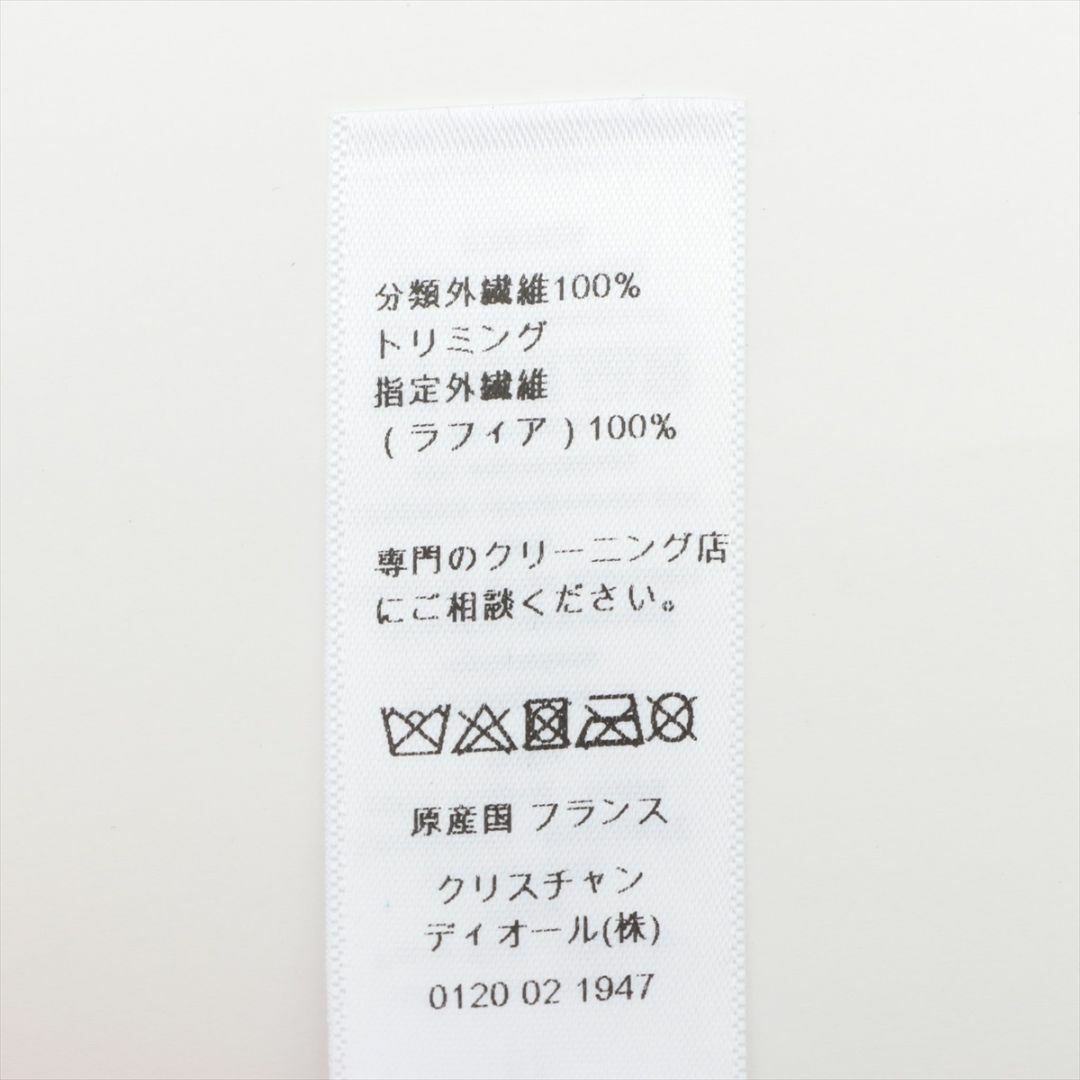 分類外繊維100%
トリミング
指定外繊維
(ラフィア)100%
専門のクリーニング店
にご相談ください。
原産国 フランス
クリスチャン
ディオール(株)
0120 02 1947